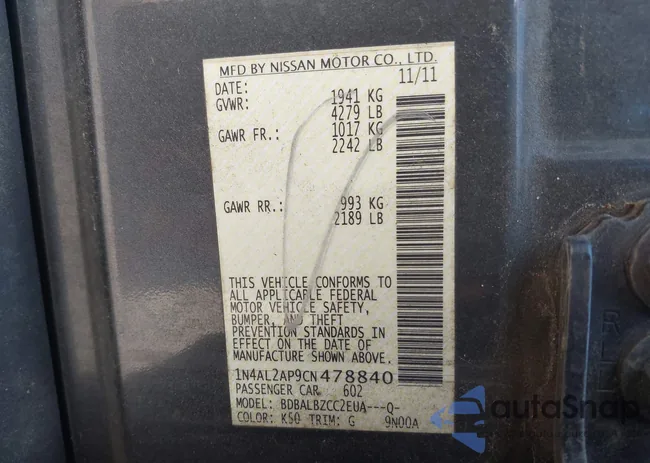 MFD BY NISSAN MOTOR CO., LTD.
DATE: 11/11
GVWR: 1941 KG
4279 LB
GAWR FR.: 1017 KG
2242 LB
GAWR RR.: 993 KG
2189 LB
THIS VEHICLE CONFORMS TO
ALL APPLICABLE FEDERAL
MOTOR VEHICLE SAFETY,
BUMPER, AND THEFT
PREVENTION STANDARDS IN
EFFECT ON THE DATE OF
MANUFACTURE SHOWN ABOVE.
1N4AL2AP9CN478840
PASSENGER CAR 602
MODEL: BDBALBZCC2EUA---Q-
COLOR: K50 TRIM: G 9N00A
autoSnap